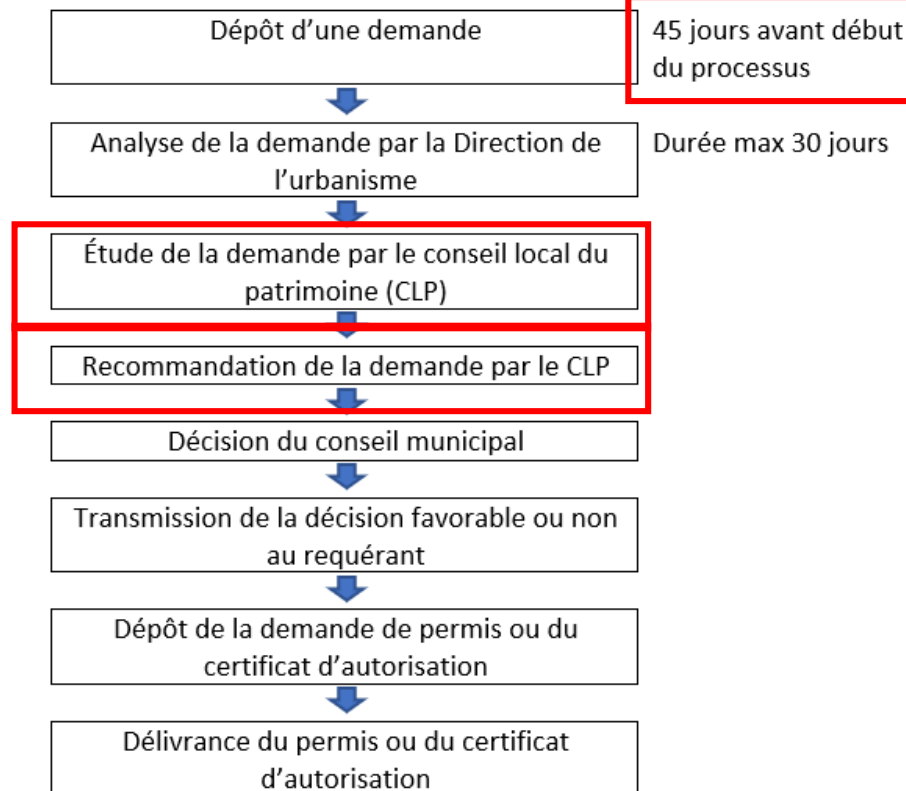 Dépôt d’une demande
45 jours avant début
du processus
Analyse de la demande par la Direction de
l’urbanisme
Durée max 30 jours
Étude de la demande par le conseil local du
patrimoine (CLP)
Recommandation de la demande par le CLP
Décision du conseil municipal
Transmission de la décision favorable ou non
au requérant
Dépôt de la demande de permis ou du
certificat d’autorisation
Délivrance du permis ou du certificat
d’autorisation